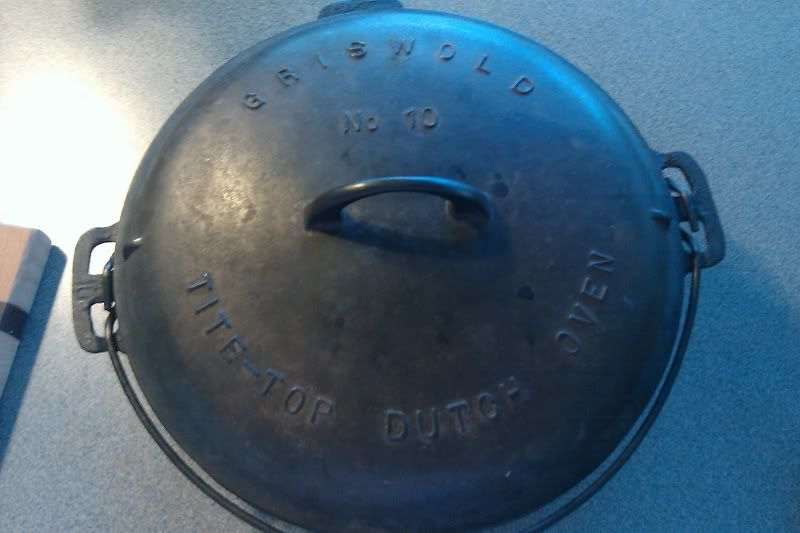 GRISWOLD
No 10
TITE-TOP DUTCH OVEN